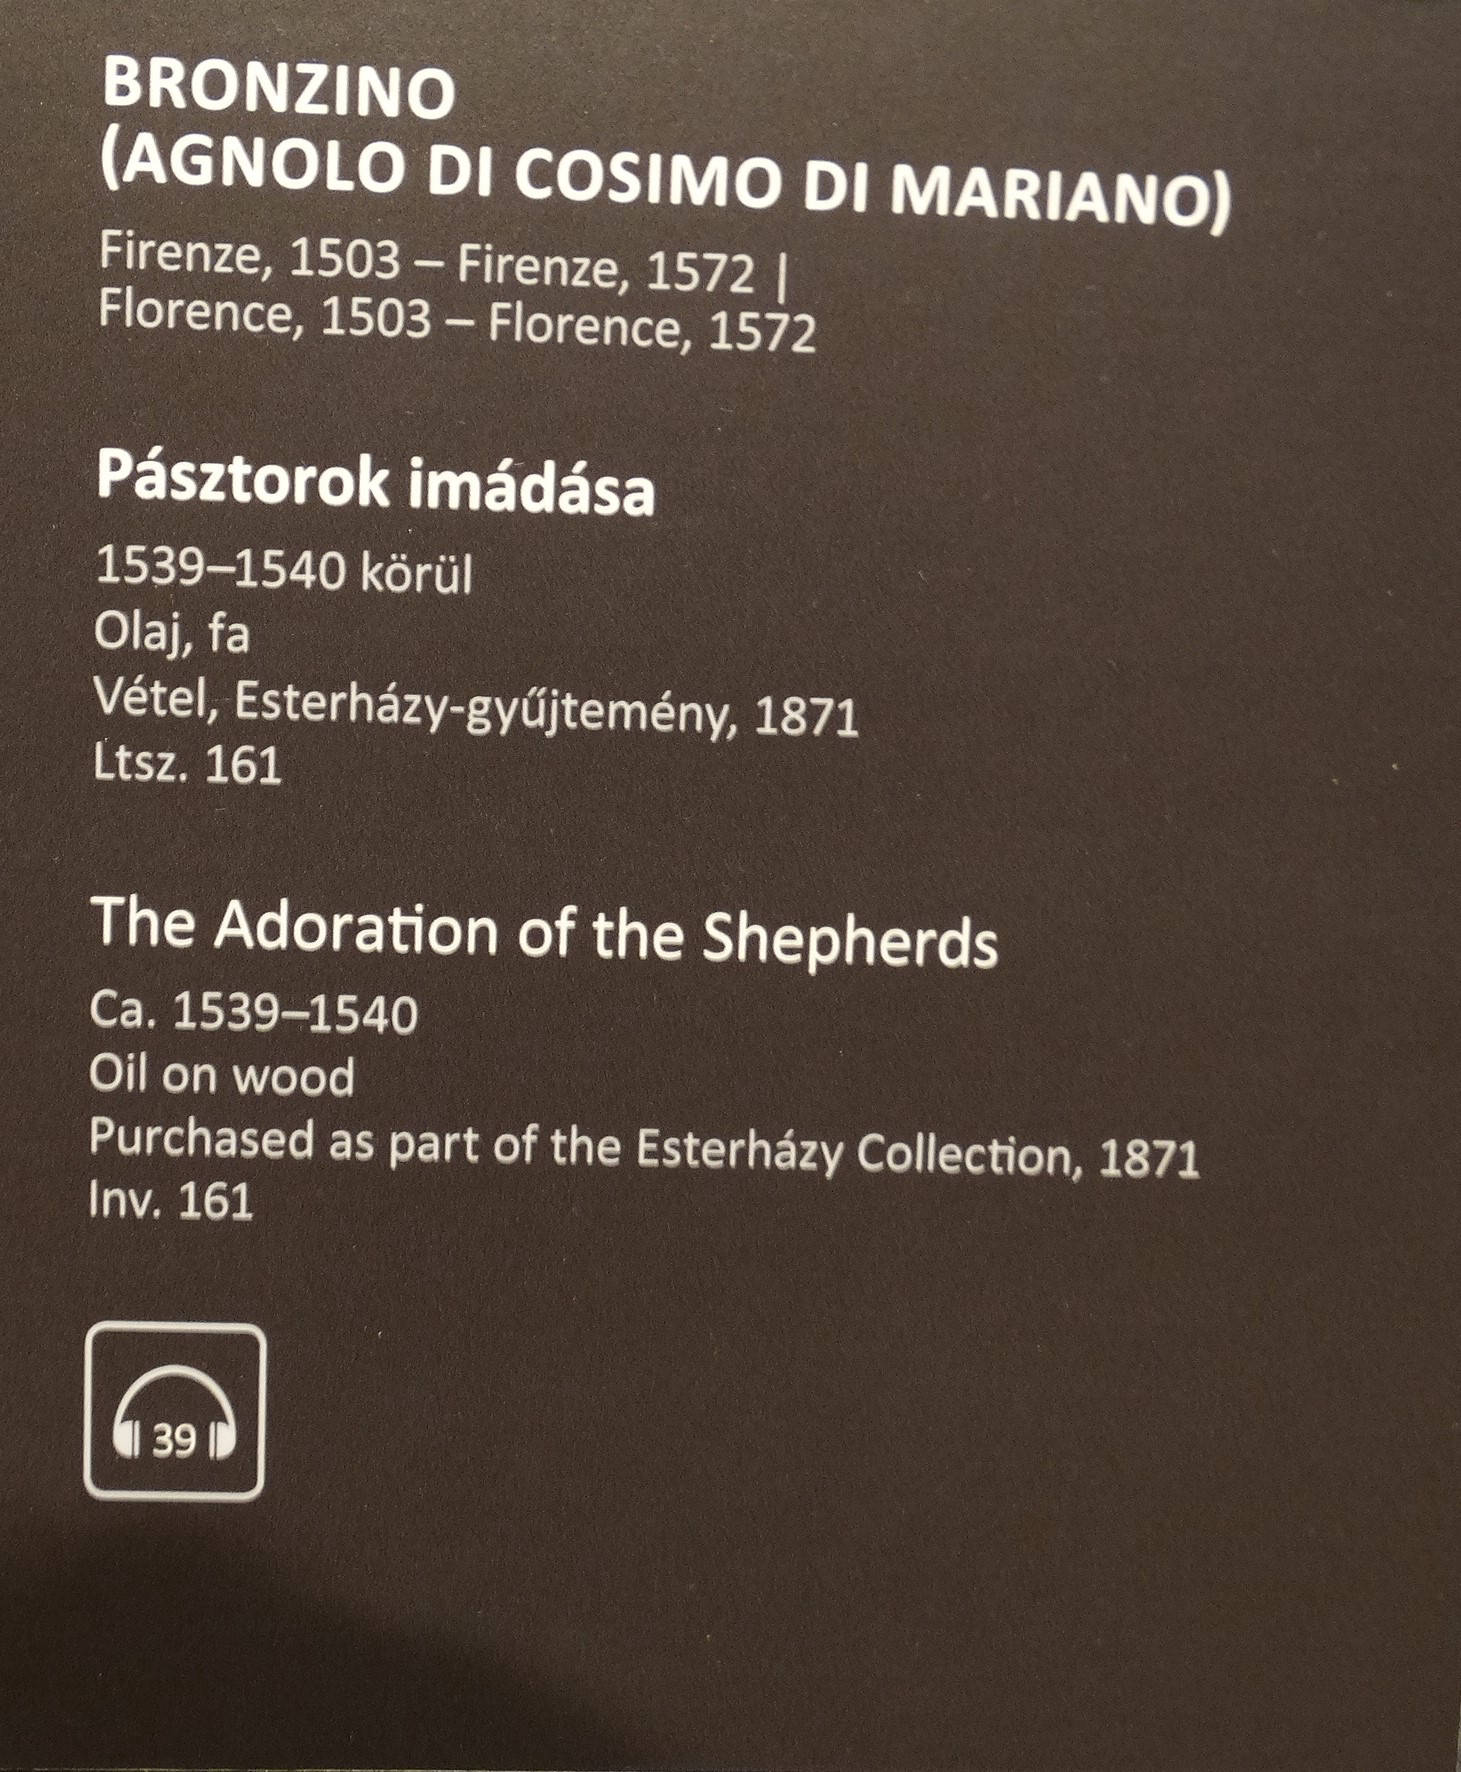 BRONZINO
(AGNOLO DI COSIMO DI MARIANO)
Firenze, 1503 – Firenze, 1572 |
Florence, 1503 – Florence, 1572
Pásztorok imádása
1539–1540 körül
Olaj, fa
Vétel, Esterházy-gyűjtemény, 1871
Ltsz. 161
The Adoration of the Shepherds
Ca. 1539–1540
Oil on wood
Purchased as part of the Esterházy Collection, 1871
Inv. 161
39